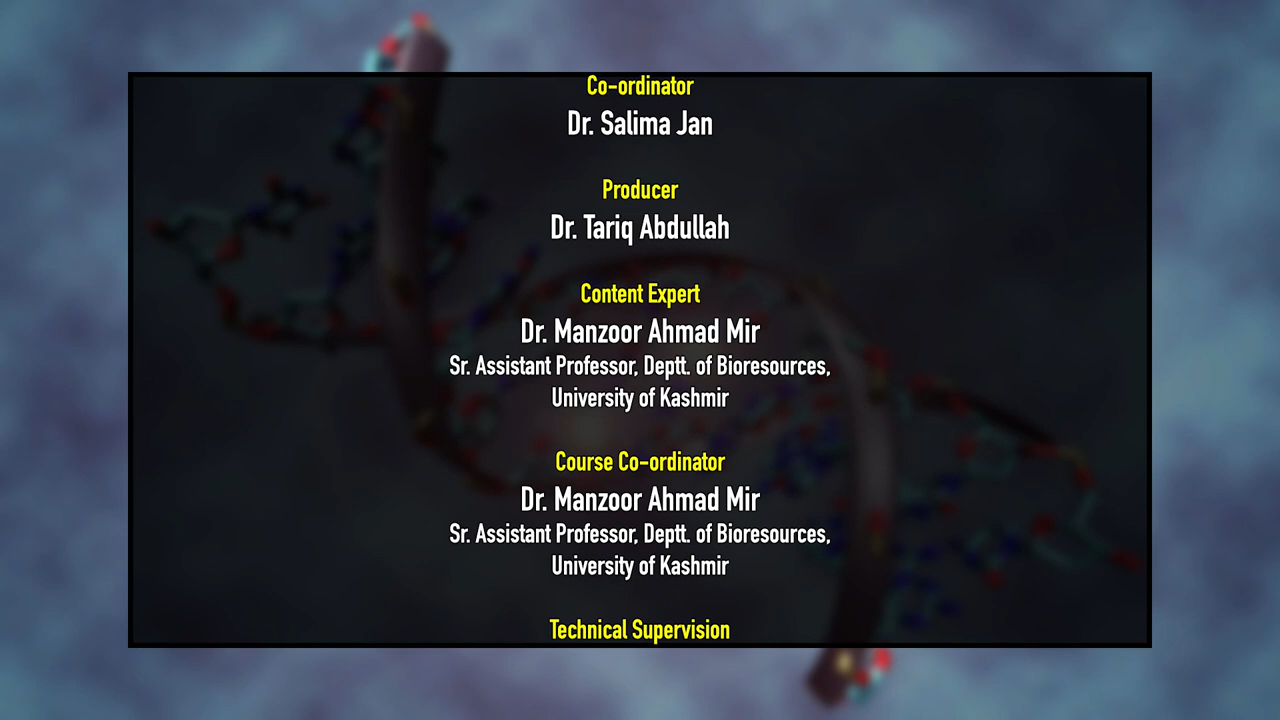 Co-ordinator
Dr. Salima Jan
Producer
Dr. Tariq Abdullah
Content Expert
Dr. Manzoor Ahmad Mir
Sr. Assistant Professor, Deptt. of Bioresources,
University of Kashmir
Course Co-ordinator
Dr. Manzoor Ahmad Mir
Sr. Assistant Professor, Deptt. of Bioresources,
University of Kashmir
Technical Supervision